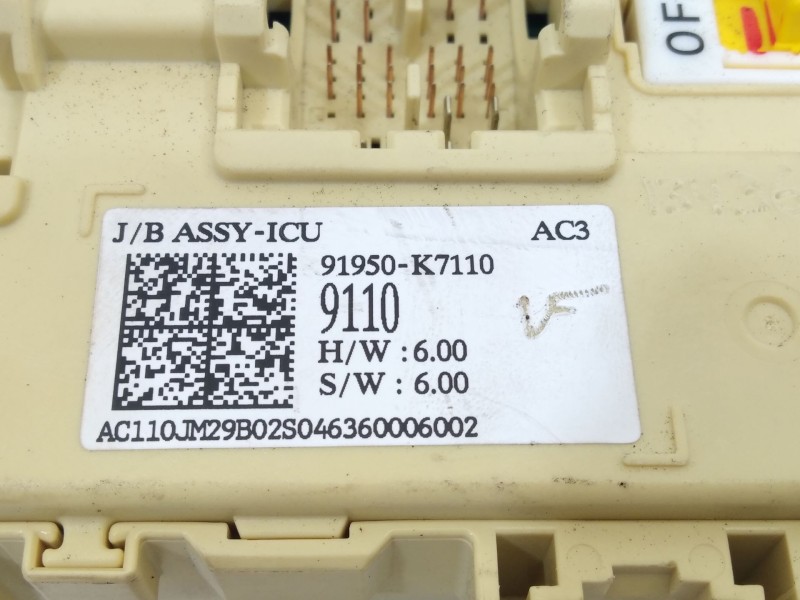 OF
J/B ASSY-ICU AC3
91950-K7110
9110
H/W : 6.00
S/W : 6.00
AC110JM29B02S046360006002